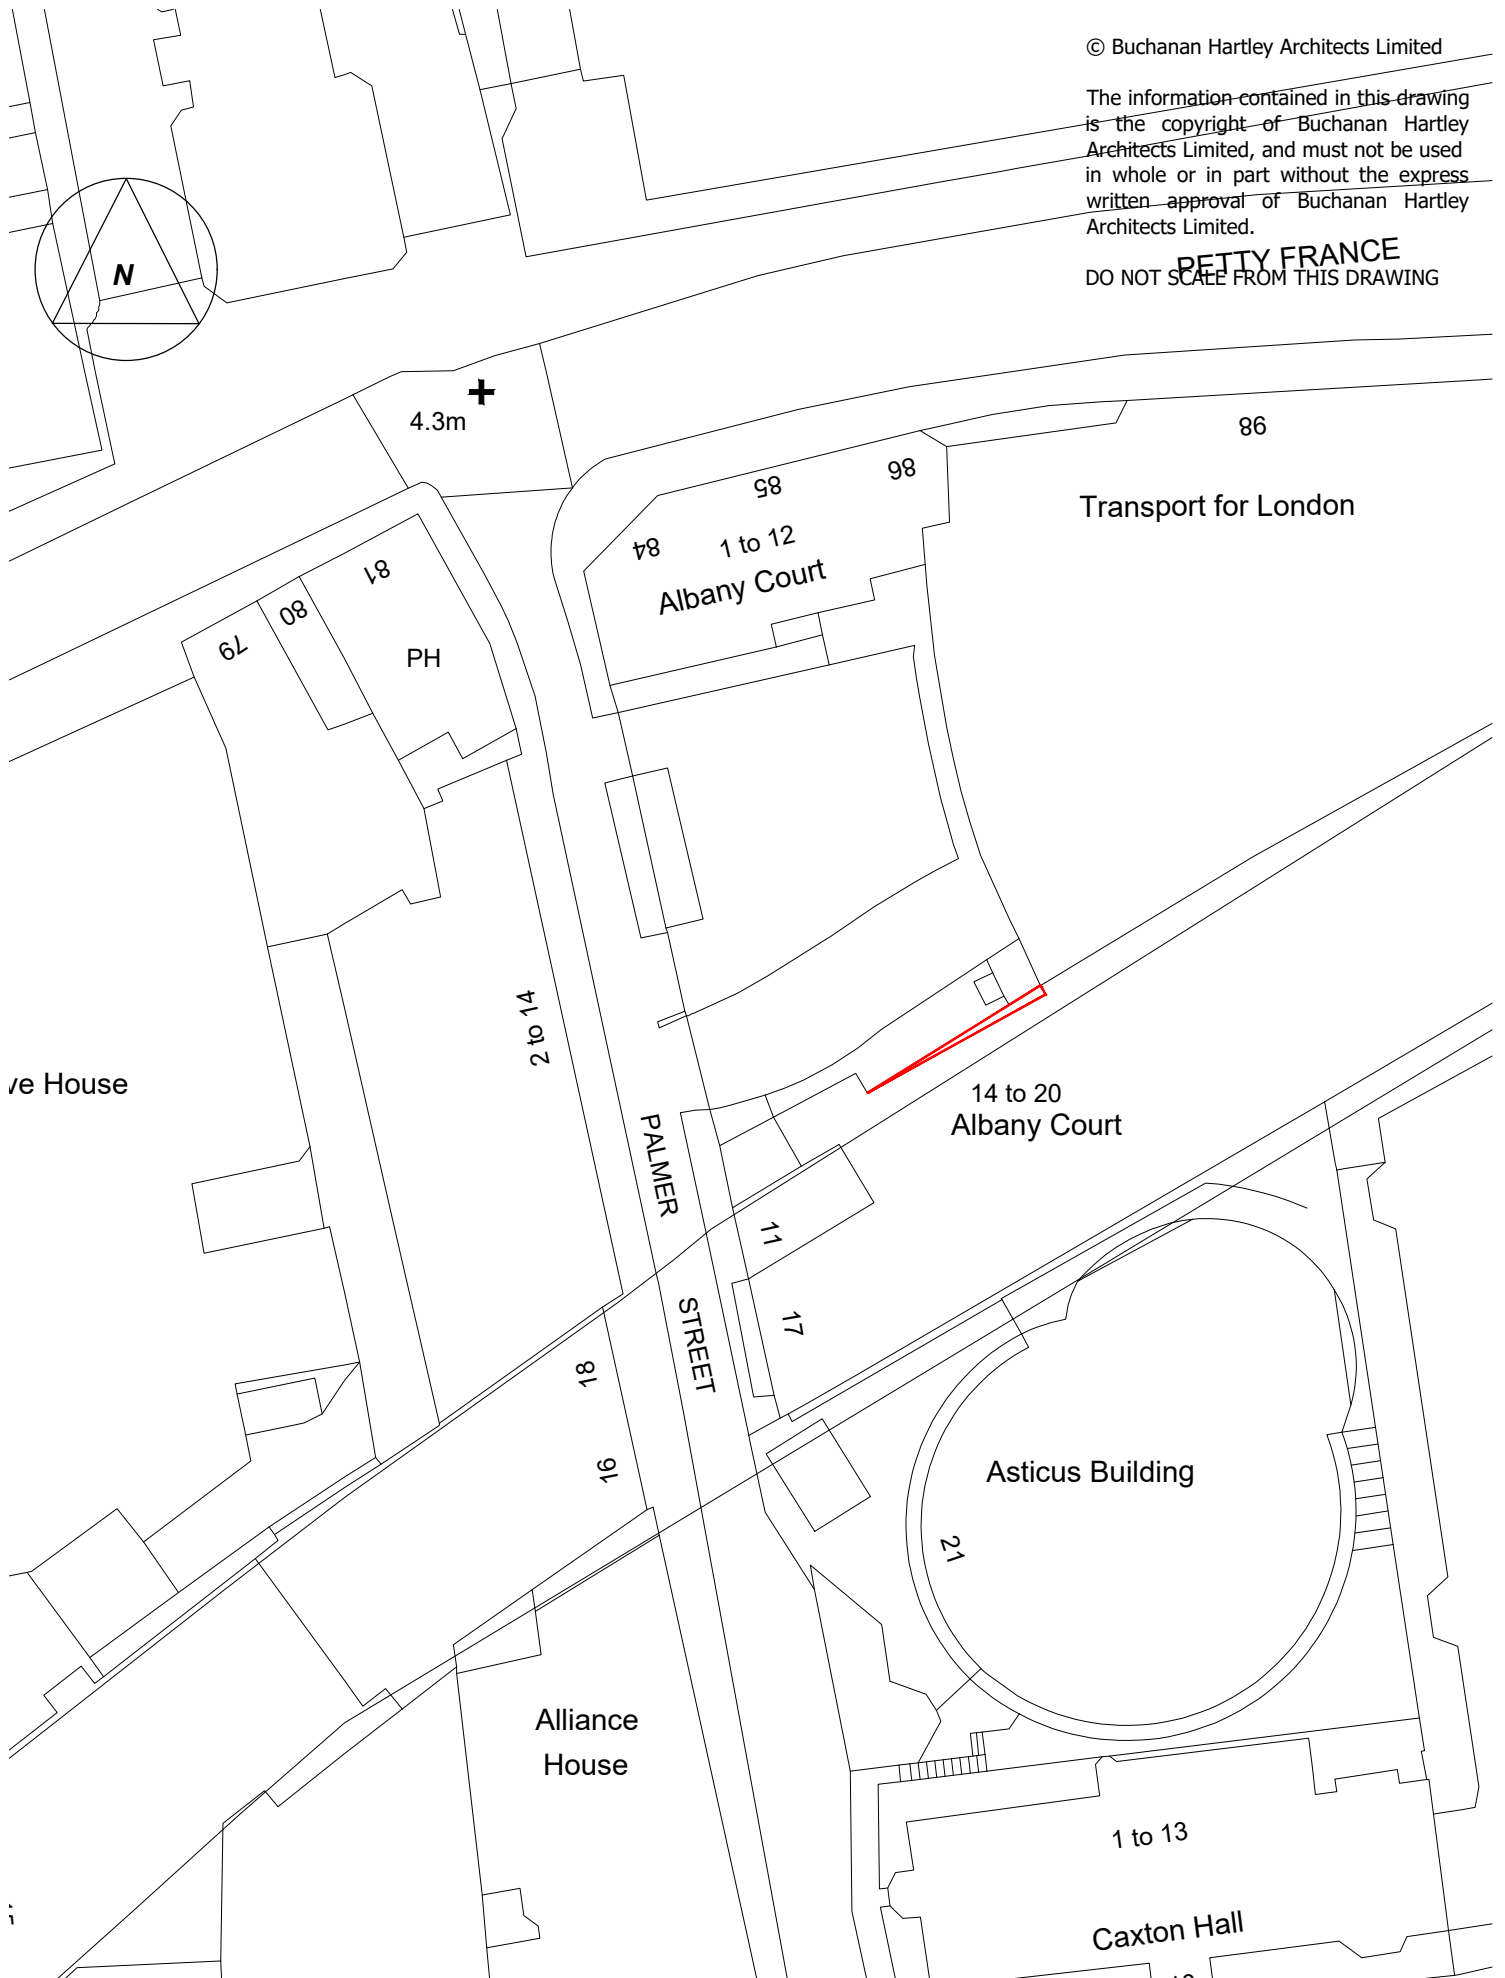 © Buchanan Hartley Architects Limited
The information contained in this drawing
is the copyright of Buchanan Hartley
Architects Limited, and must not be used
in whole or in part without the express
written approval of Buchanan Hartley
Architects Limited.
PETTY FRANCE
DO NOT SCALE FROM THIS DRAWING
N
4.3m
98
86
85
Transport for London
84
1 to 12
Albany Court
81
80
79
PH
2 to 14
ve House
14 to 20
Albany Court
PALMER
STREET
11
17
18
16
Asticus Building
21
Alliance
House
1 to 13
Caxton Hall